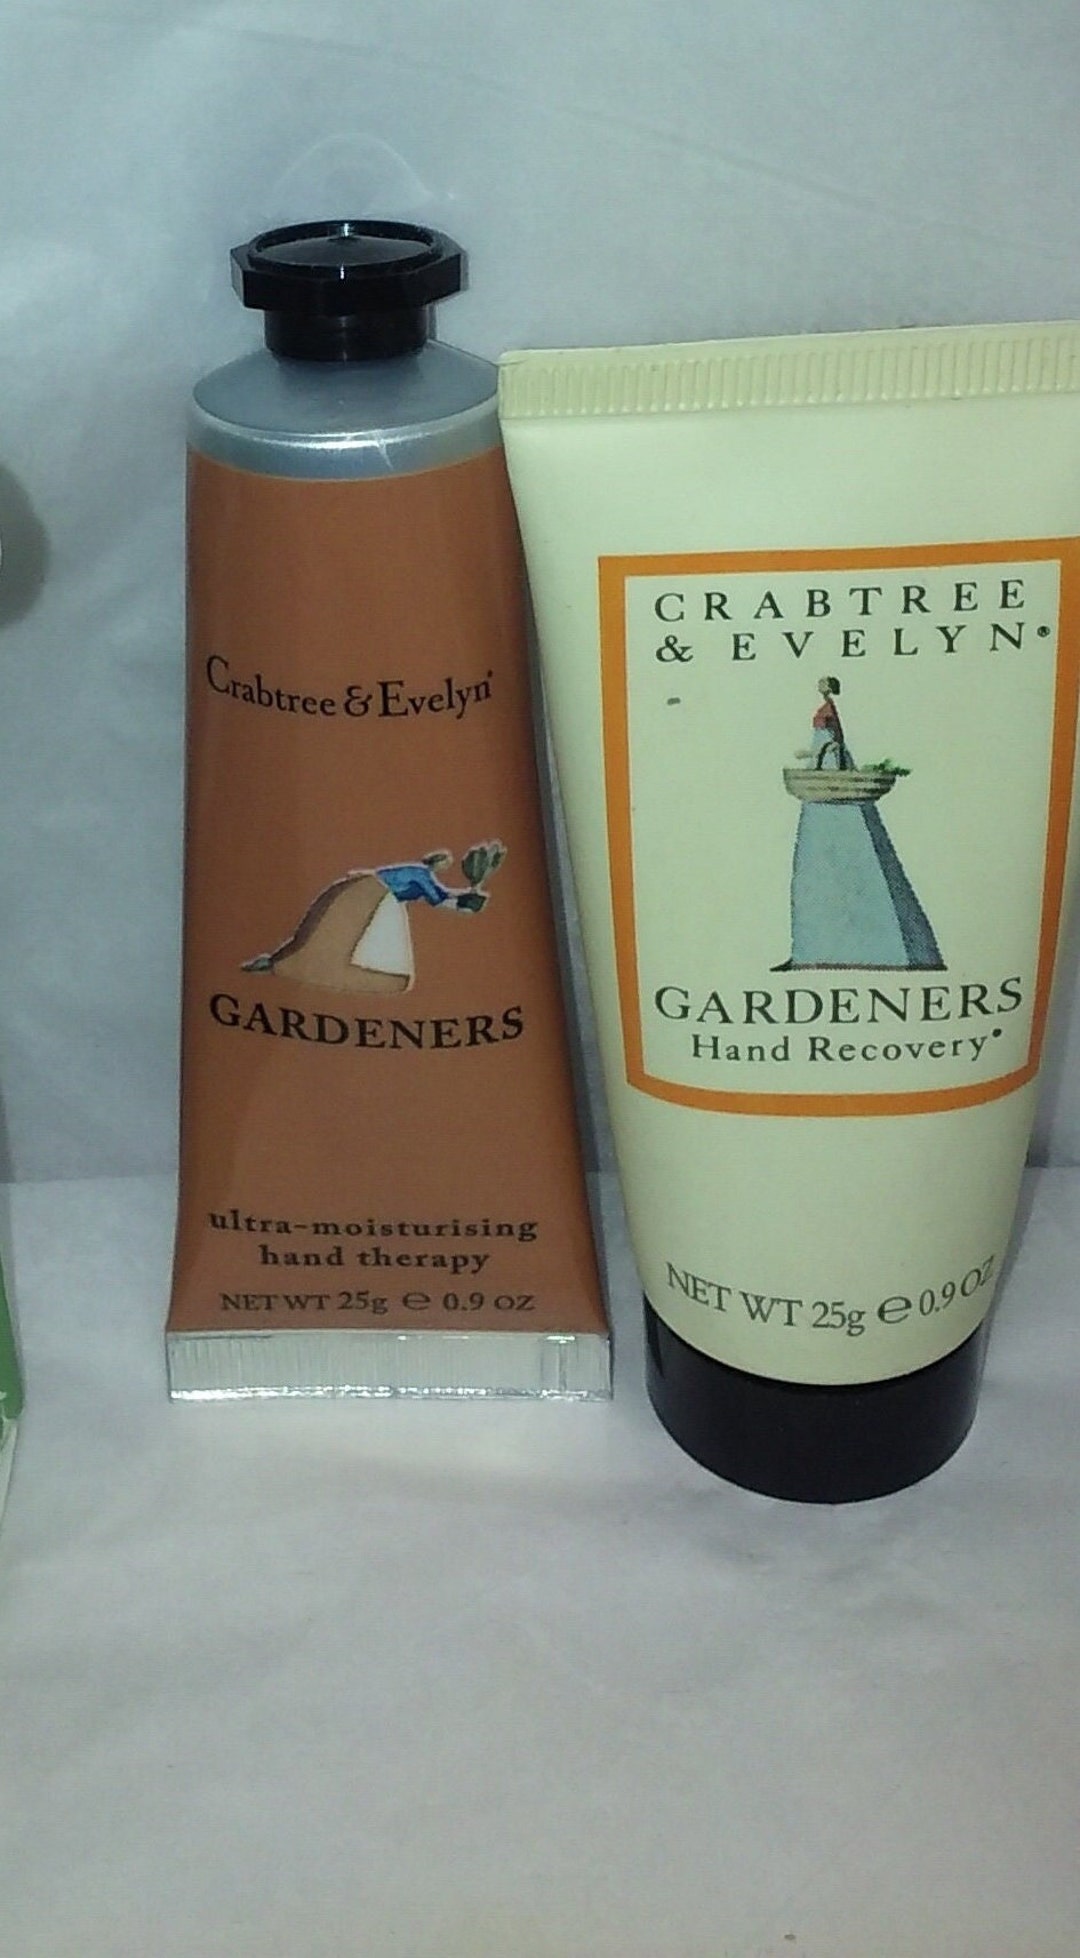 Crabtree & Evelyn®
GARDENERS
ultra-moisturising
hand therapy
NET WT 25g ℮ 0.9 OZ
CRABTREE
& EVELYN®
GARDENERS
Hand Recovery®
NET WT 25g ℮ 0.9 OZ